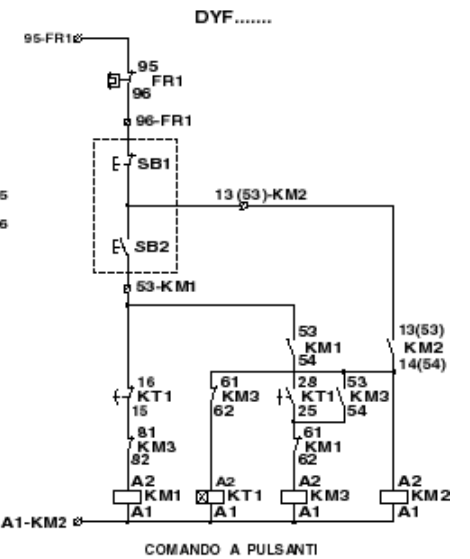 DYF.......
95-FR1
95
FR1
96
96-FR1
SB1
5
13(53)-KM2
6
SB2
53-KM1
53
KM1
54
13(53)
KM2
14(54)
16
KT1
15
61
KM3
62
28
KT1
25
53
KM3
54
81
KM3
82
61
KM1
62
A2
KM1
A1
A2
KT1
A1
A2
KM3
A1
A2
KM2
A1
A1-KM2
COMANDO A PULSANTI